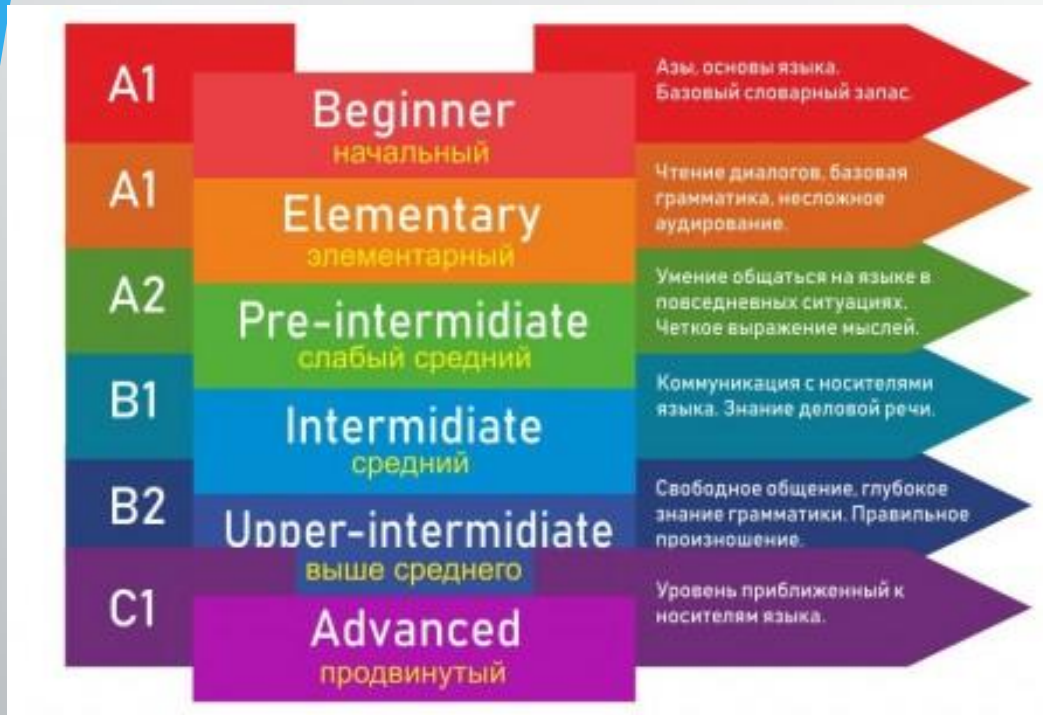 A1
Beginner
начальный
Азы, основы языка.
Базовый словарный запас.
A1
Elementary
элементарный
Чтение диалогов, базовая
грамматика, несложное
аудирование.
A2
Pre-intermidiate
слабый средний
Умение общаться на языке в
повседневных ситуациях.
Четкое выражение мыслей.
B1
Intermidiate
средний
Коммуникация с носителями
языка. Знание деловой речи.
B2
Upper-intermidiate
выше среднего
Свободное общение, глубокое
знание грамматики. Правильное
произношение.
C1
Advanced
продвинутый
Уровень приближенный к
носителям языка.